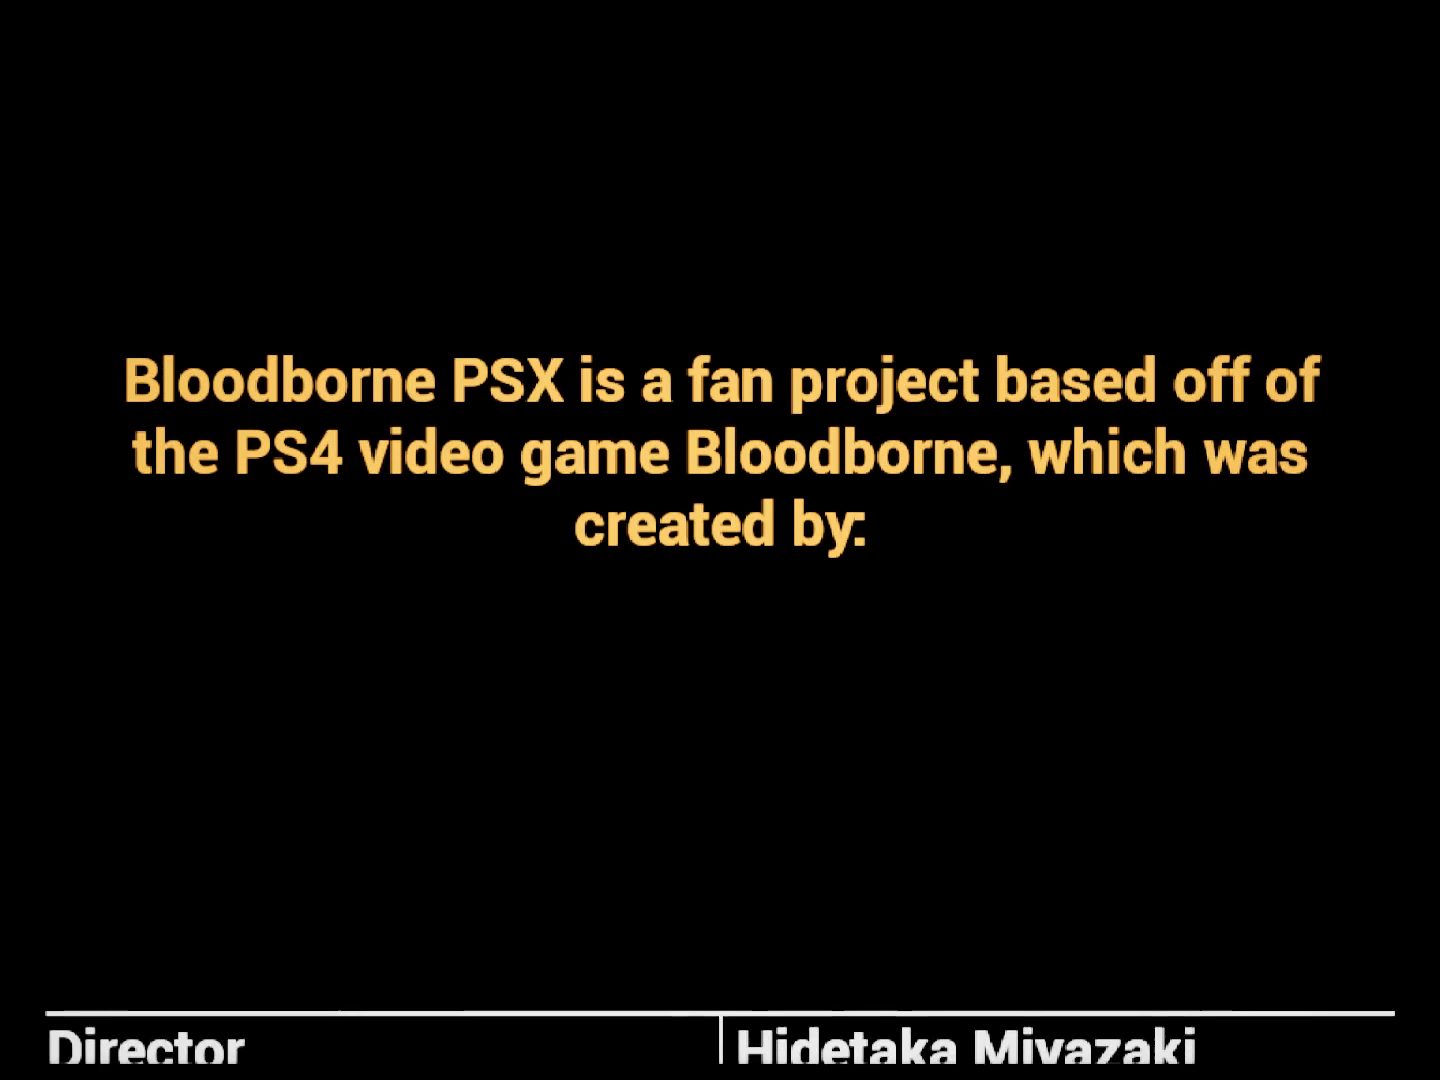 Bloodborne PSX is a fan project based off of
the PS4 video game Bloodborne, which was
created by:
Director
Hidetaka Miyazaki